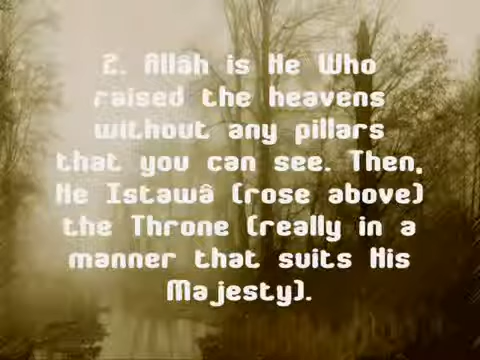 2. Allâh is He Who
raised the heavens
without any pillars
that you can see. Then,
He Istawâ (rose above)
the Throne (really in a
manner that suits His
Majesty).